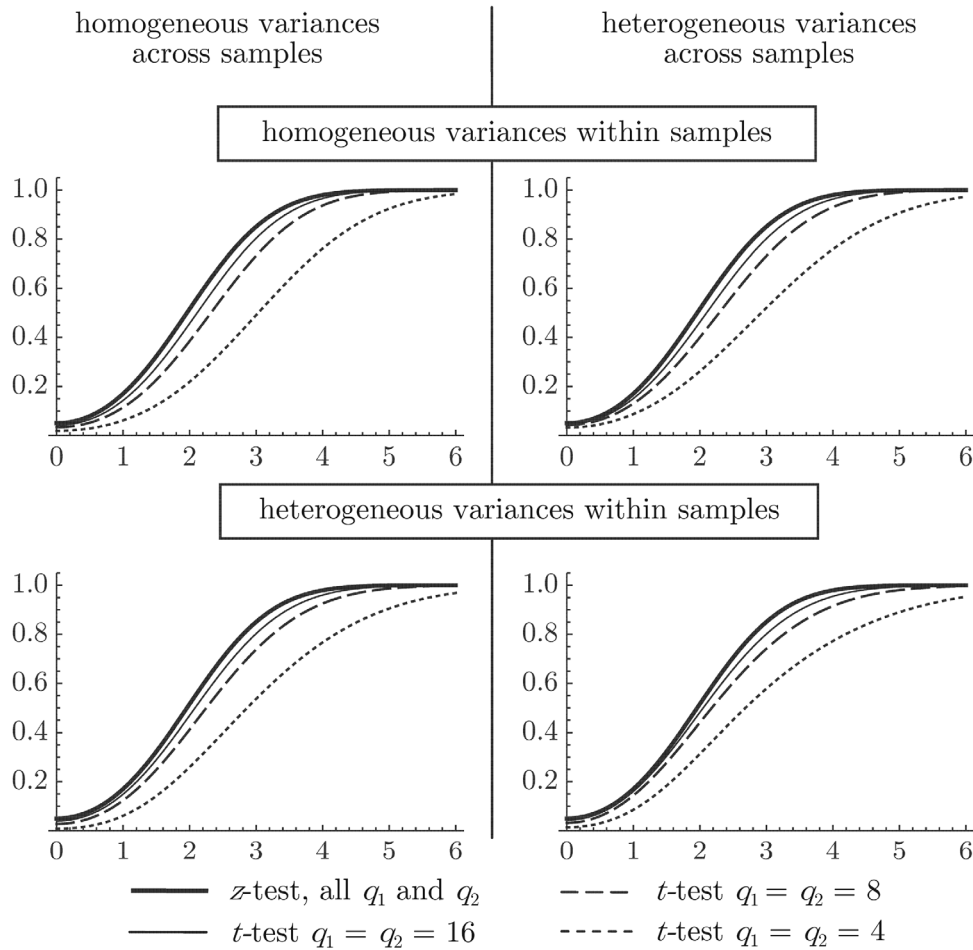 homogeneous variances
across samples
heterogeneous variances
across samples
homogeneous variances within samples
1.0
0.8
0.6
0.4
0.2
0 1 2 3 4 5 6
1.0
0.8
0.6
0.4
0.2
0 1 2 3 4 5 6
heterogeneous variances within samples
1.0
0.8
0.6
0.4
0.2
0 1 2 3 4 5 6
1.0
0.8
0.6
0.4
0.2
0 1 2 3 4 5 6
z-test, all q₁ and q₂
t-test q₁ = q₂ = 16
t-test q₁ = q₂ = 8
t-test q₁ = q₂ = 4